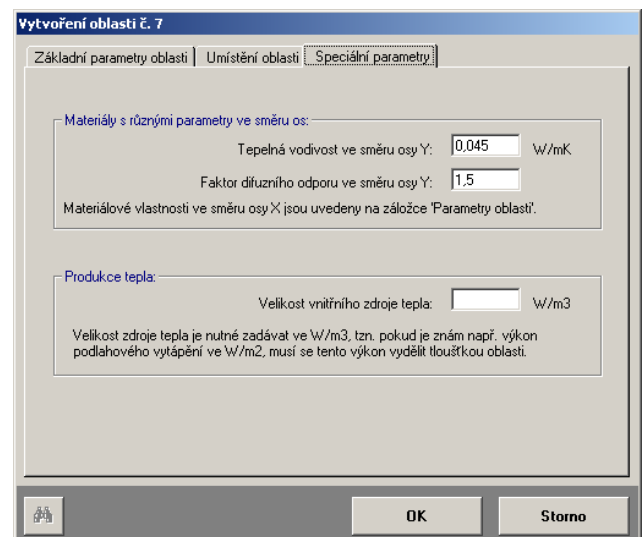 Vytvoření oblasti č. 7
Základní parametry oblasti Umístění oblasti Speciální parametry
Materiály s různými parametry ve směru os:
Tepelná vodivost ve směru osy Y: 0,045 W/mK
Faktor difuzního odporu ve směru osy Y: 1,5
Materiálové vlastnosti ve směru osy X jsou uvedeny na záložce 'Parametry oblasti'.
Produkce tepla:
Velikost vnitřního zdroje tepla: W/m3
Velikost zdroje tepla je nutné zadávat ve W/m3, tzn. pokud je znám např. výkon
podlahového vytápění ve W/m2, musí se tento výkon vydělit tloušťkou oblasti.
OK Storno